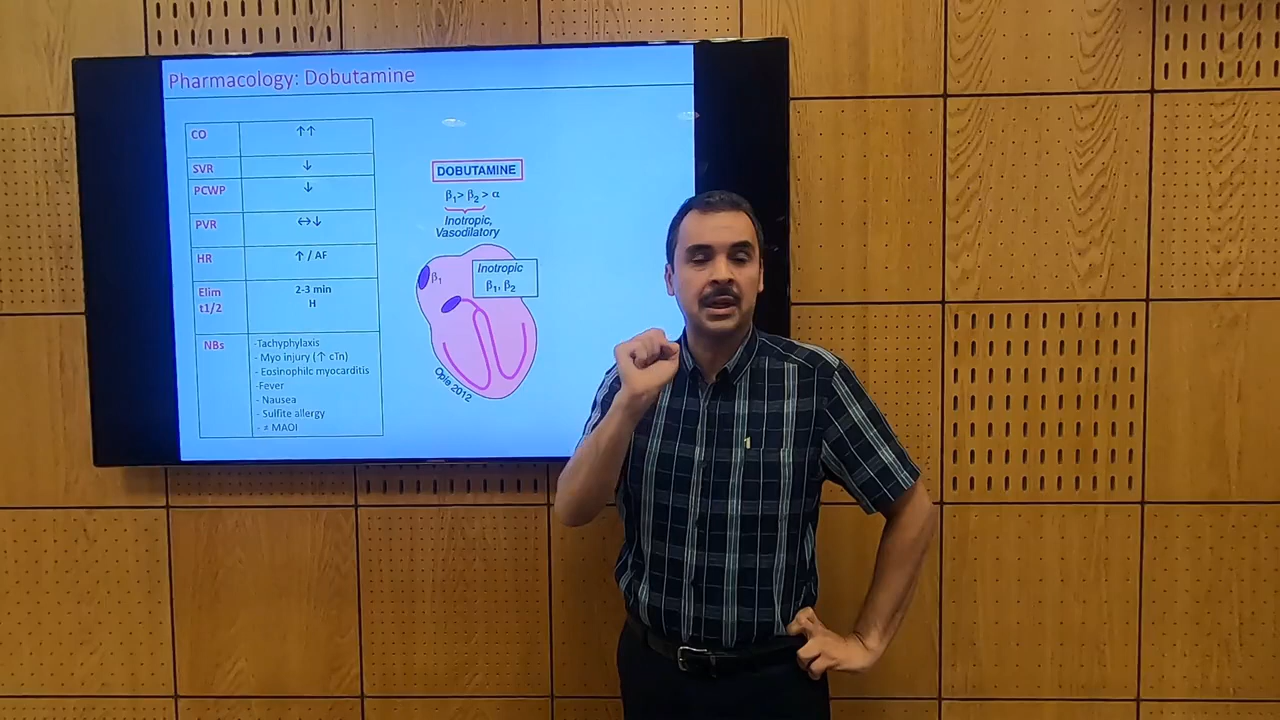 Pharmacology: Dobutamine
CO ↑↑
SVR ↓
PCWP ↓
PVR ⇔↓
HR ↑ / AF
Elim 2-3 min
t1/2 H
NBs
-Tachyphylaxis
- Myo injury (↑ cTn)
- Eosinophilc myocarditis
-Fever
- Nausea
- Sulfite allergy
- ≠ MAOI
DOBUTAMINE
β1> β2 > α
Inotropic,
Vasodilatory
β1
Inotropic
β1, β2
Opie 2012